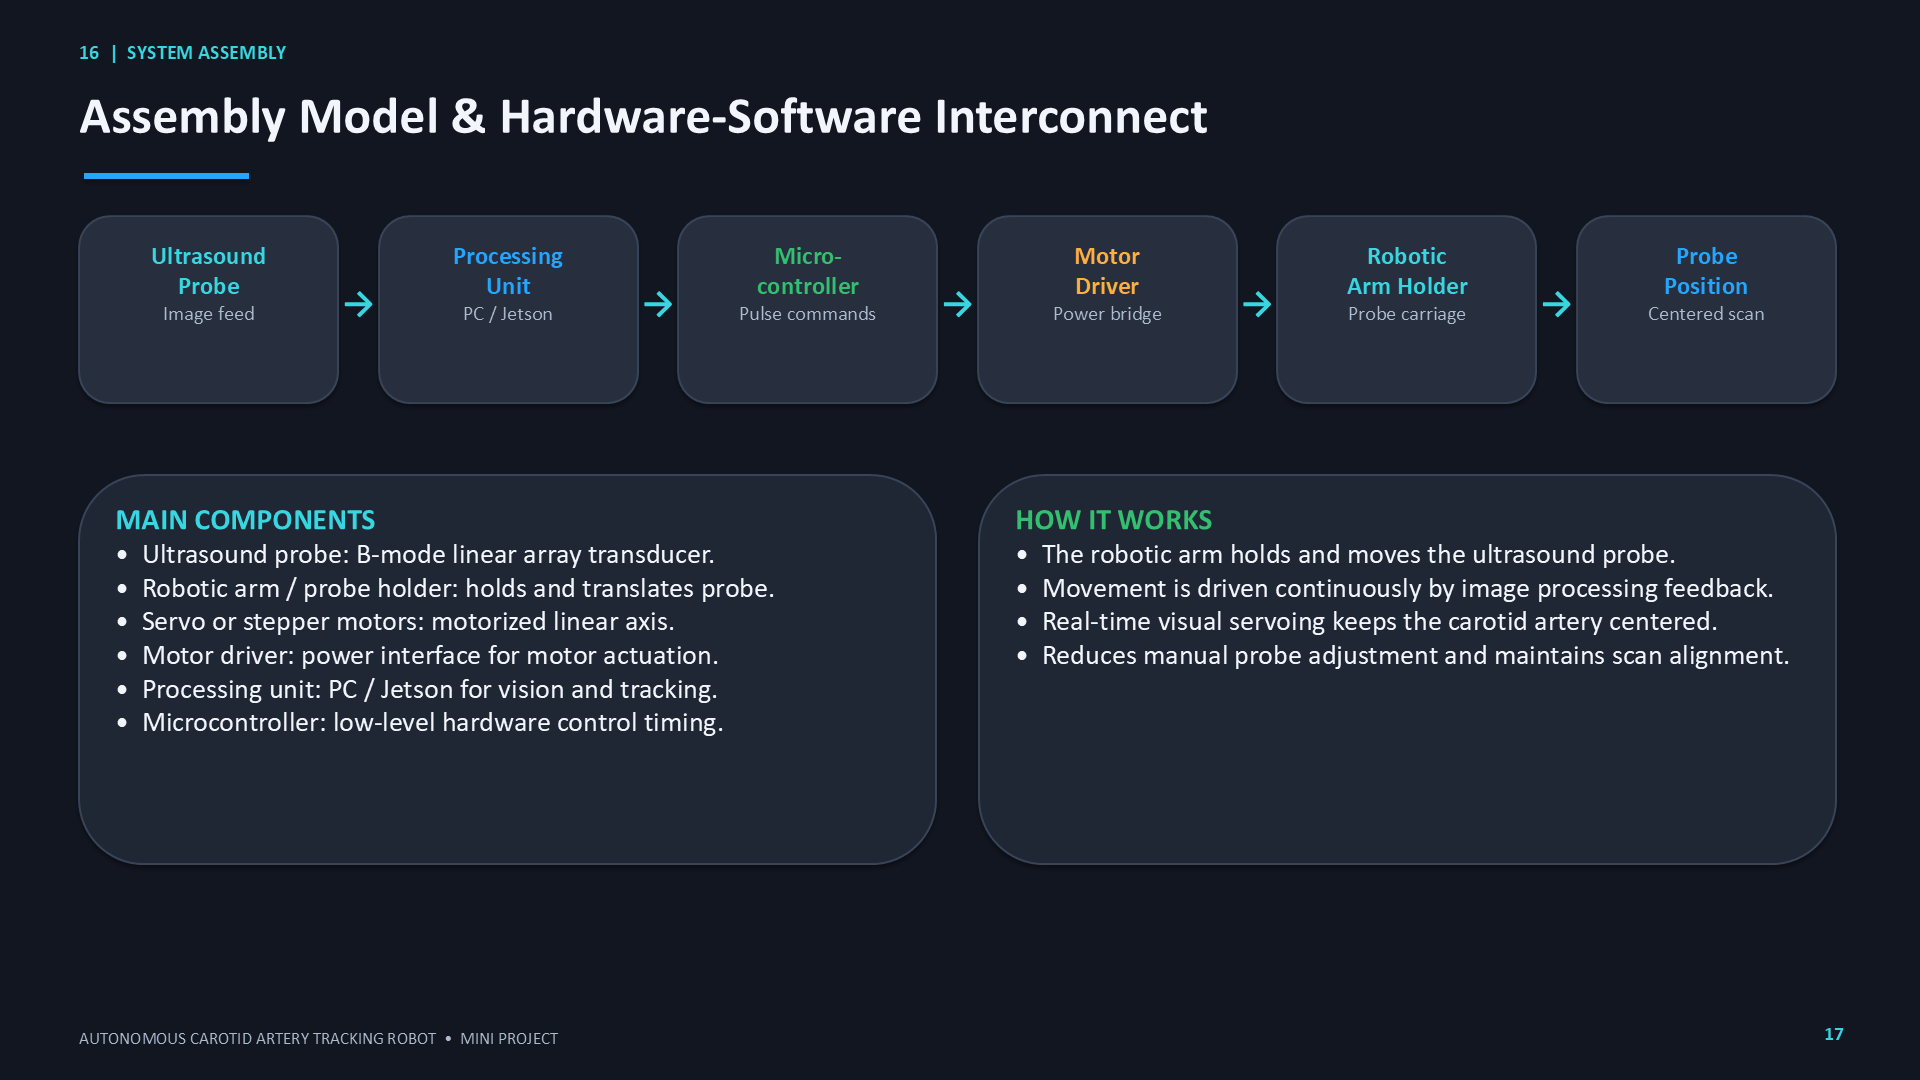 16 | SYSTEM ASSEMBLY
Assembly Model & Hardware-Software Interconnect
Ultrasound
Probe
Image feed
→
Processing
Unit
PC / Jetson
→
Micro-
controller
Pulse commands
→
Motor
Driver
Power bridge
→
Robotic
Arm Holder
Probe carriage
→
Probe
Position
Centered scan
MAIN COMPONENTS
• Ultrasound probe: B-mode linear array transducer.
• Robotic arm / probe holder: holds and translates probe.
• Servo or stepper motors: motorized linear axis.
• Motor driver: power interface for motor actuation.
• Processing unit: PC / Jetson for vision and tracking.
• Microcontroller: low-level hardware control timing.
HOW IT WORKS
• The robotic arm holds and moves the ultrasound probe.
• Movement is driven continuously by image processing feedback.
• Real-time visual servoing keeps the carotid artery centered.
• Reduces manual probe adjustment and maintains scan alignment.
AUTONOMOUS CAROTID ARTERY TRACKING ROBOT • MINI PROJECT
17